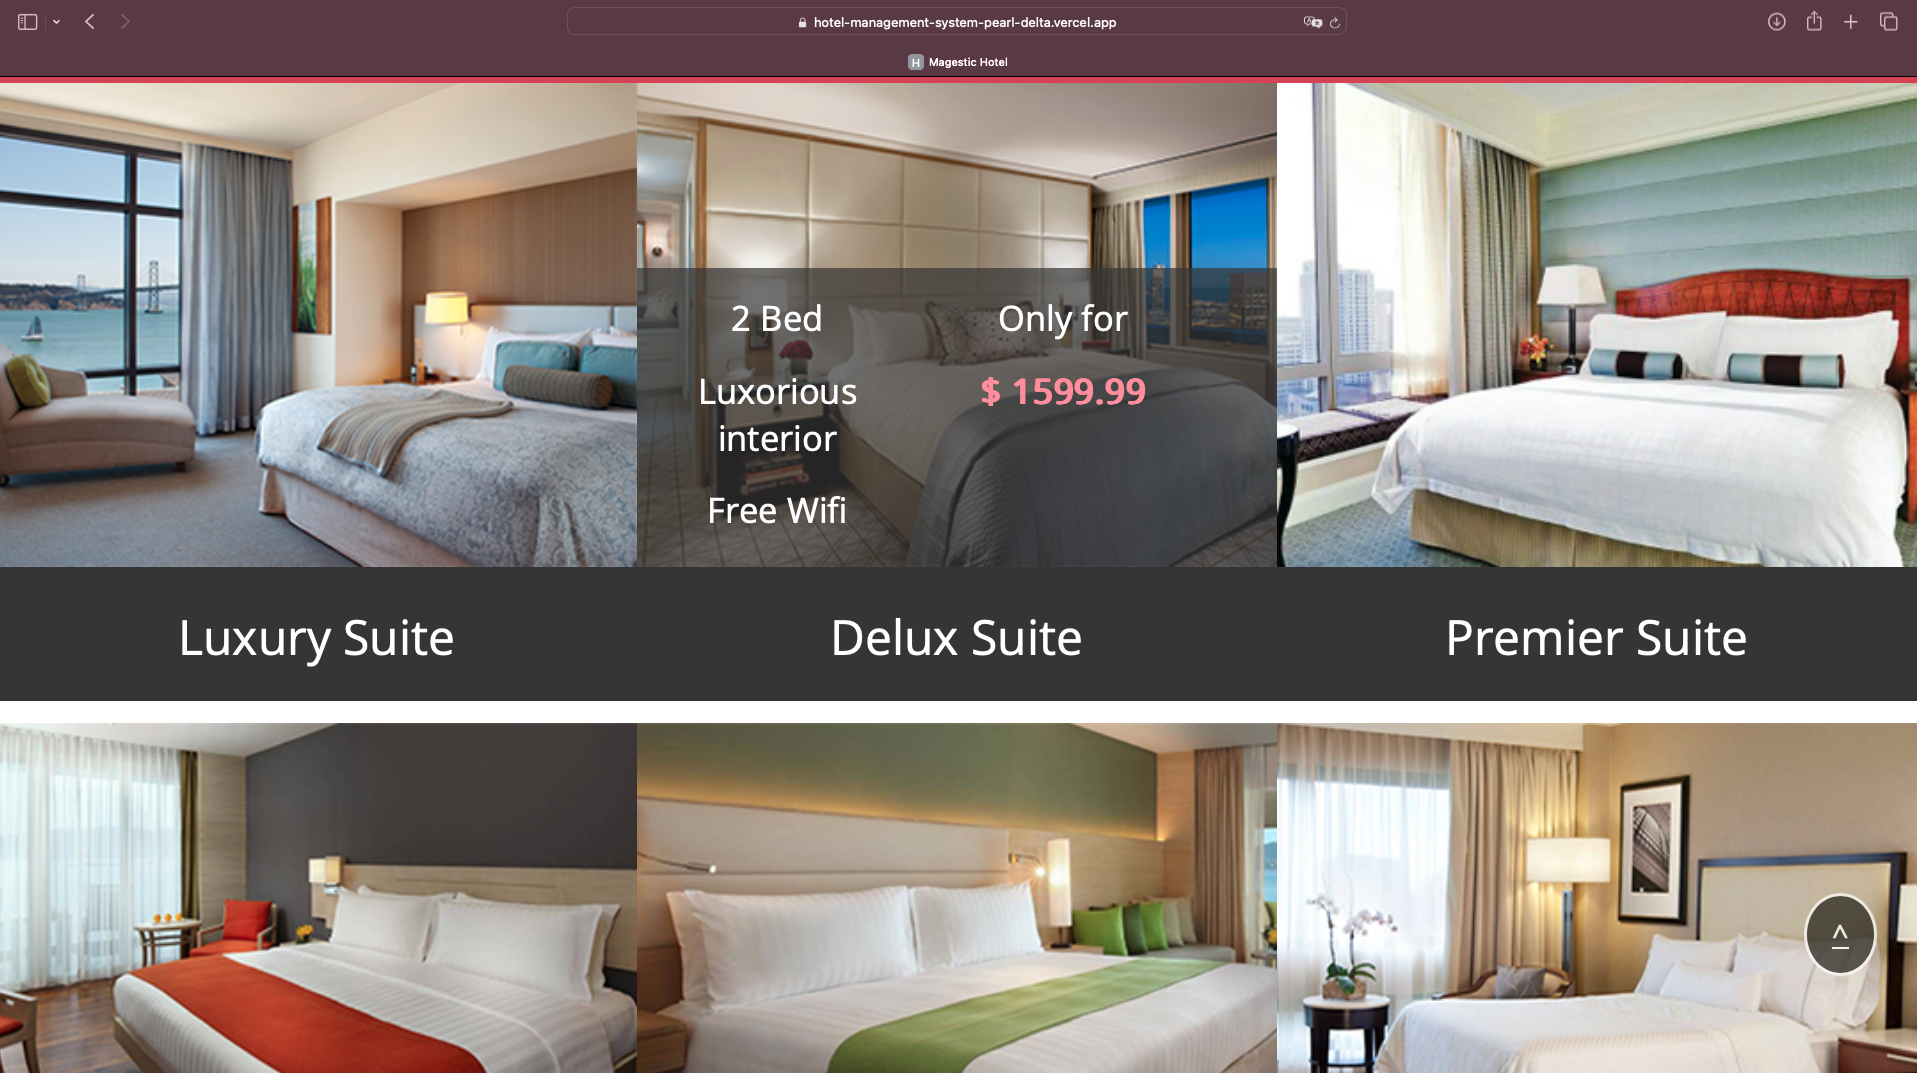 hotel-management-system-pearl-delta.vercel.app
H Magestic Hotel
2 Bed
Luxorious
interior
Free Wifi
Only for
$ 1599.99
Luxury Suite
Delux Suite
Premier Suite
^